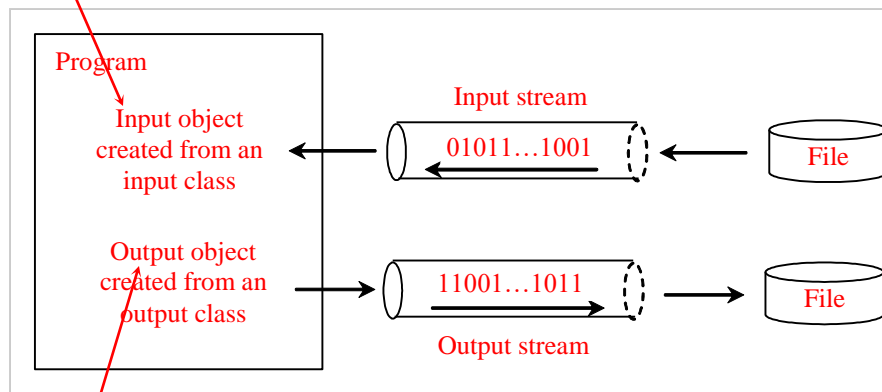 Program
Input object
created from an
input class
Input stream
01011…1001
File
Output object
created from an
output class
11001…1011
Output stream
File